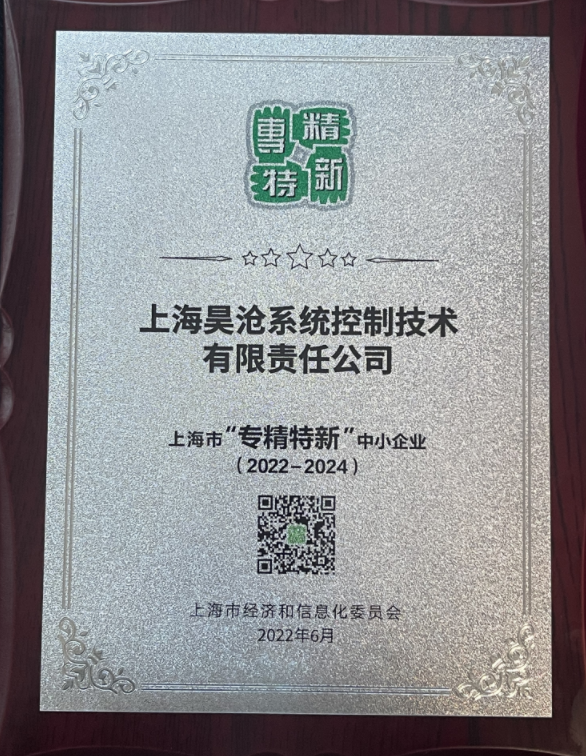 專精
特新
上海昊沧系统控制技术
有限责任公司
上海市“专精特新”中小企业
（2022-2024）
上海市经济和信息化委员会
2022年6月